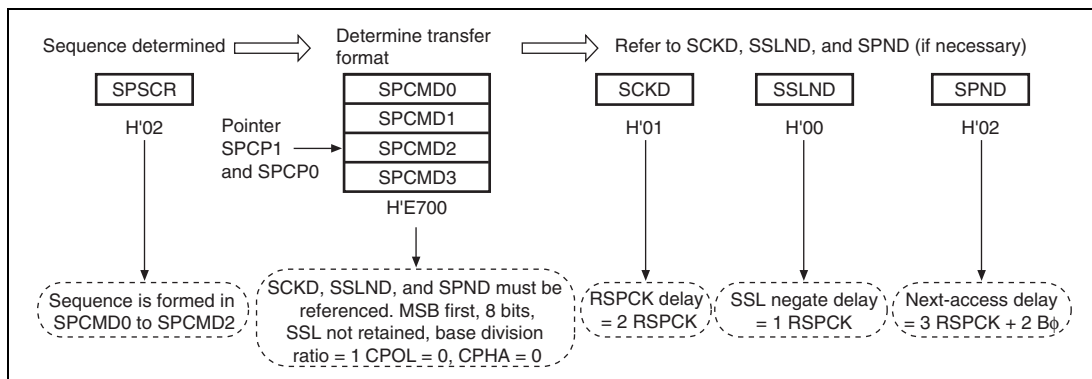 Sequence determined
Determine transfer
format
Refer to SCKD, SSLND, and SPND (if necessary)
SPSCR
H'02
Pointer
SPCP1
and SPCP0
SPCMD0
SPCMD1
SPCMD2
SPCMD3
H'E700
SCKD
H'01
SSLND
H'00
SPND
H'02
Sequence is formed in
SPCMD0 to SPCMD2
SCKD, SSLND, and SPND must be
referenced. MSB first, 8 bits,
SSL not retained, base division
ratio = 1 CPOL = 0, CPHA = 0
RSPCK delay
= 2 RSPCK
SSL negate delay
= 1 RSPCK
Next-access delay
= 3 RSPCK + 2 Bϕ